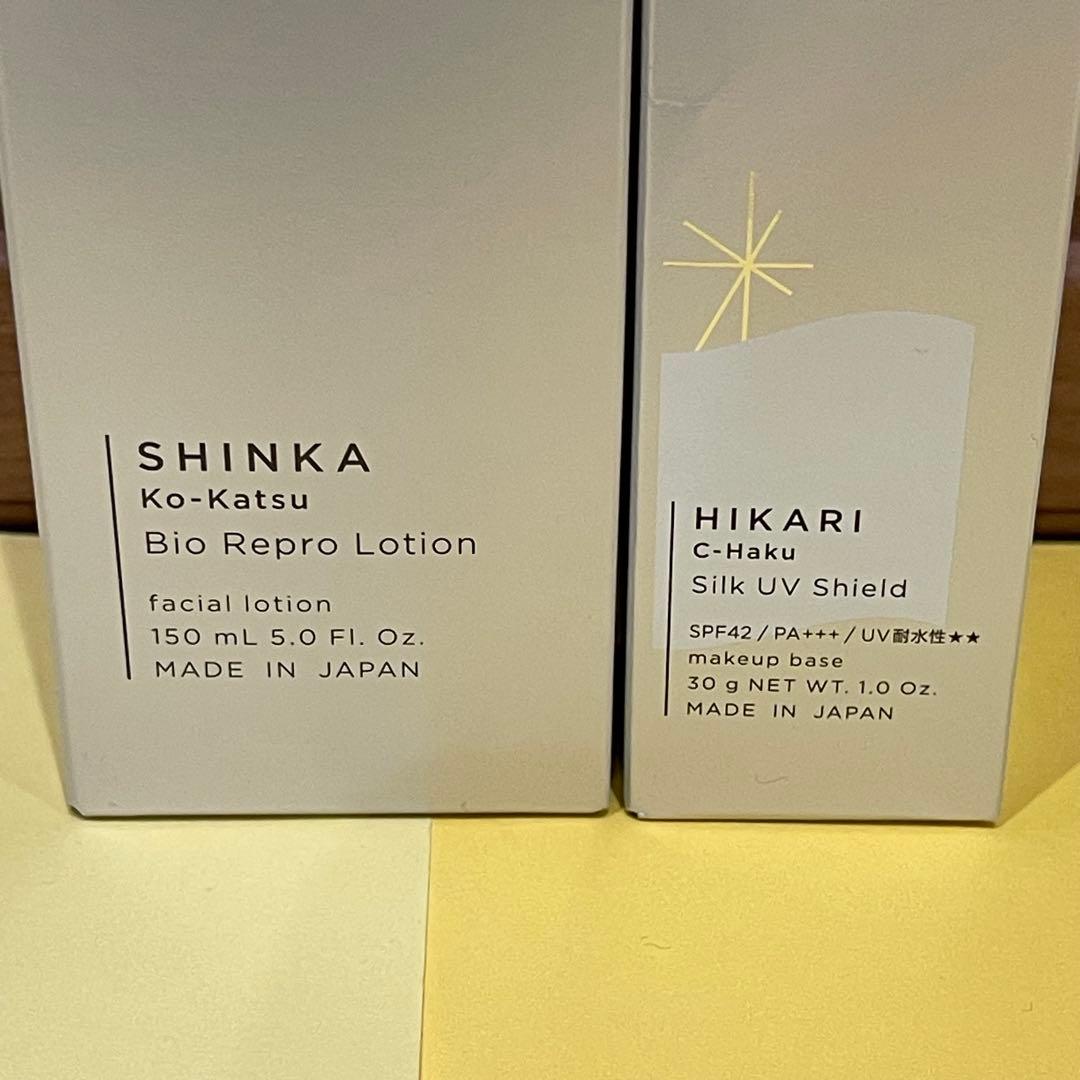 SHINKA
Ko-Katsu
Bio Repro Lotion
facial lotion
150 mL 5.0 Fl. Oz.
MADE IN JAPAN
HIKARI
C-Haku
Silk UV Shield
SPF42 / PA+++ / UV耐水性★★
makeup base
30 g NET WT. 1.0 Oz.
MADE IN JAPAN